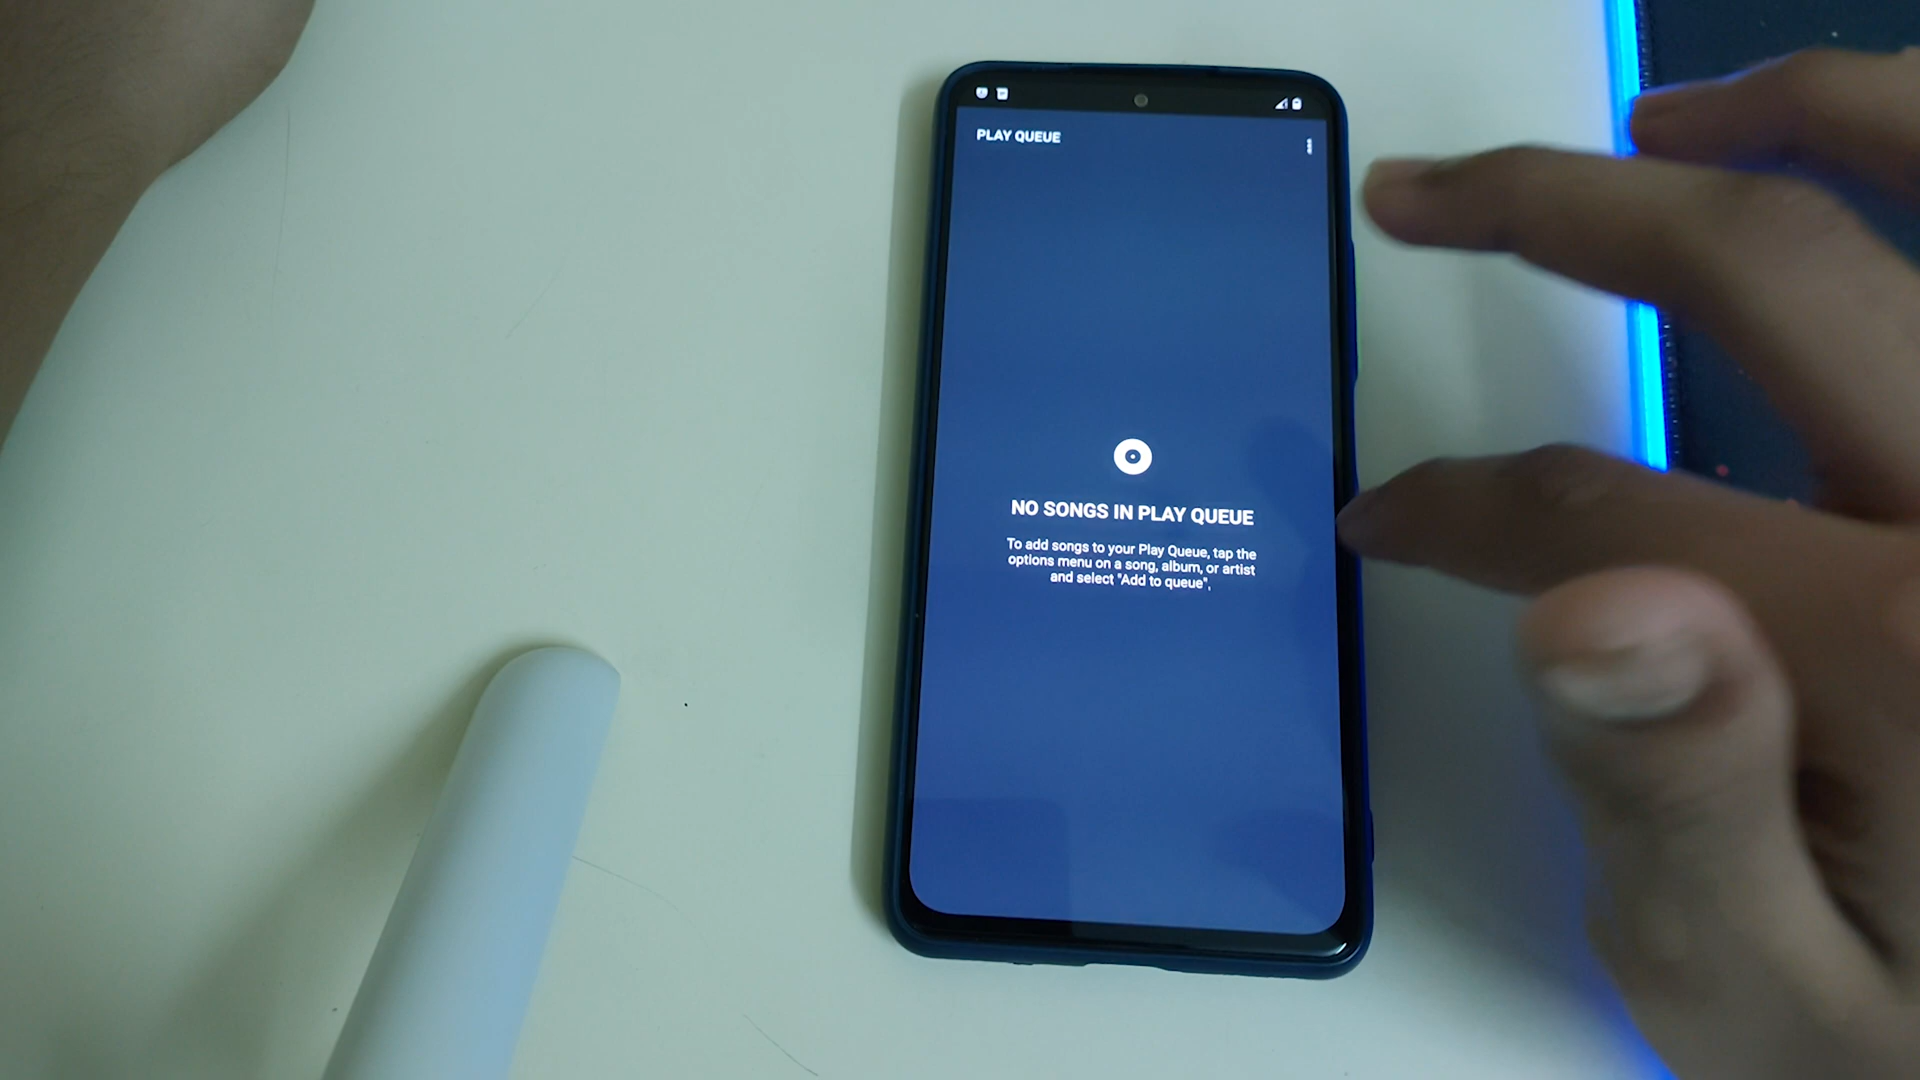 PLAY QUEUE
NO SONGS IN PLAY QUEUE
To add songs to your Play Queue, tap the
options menu on a song, album, or artist
and select "Add to queue",